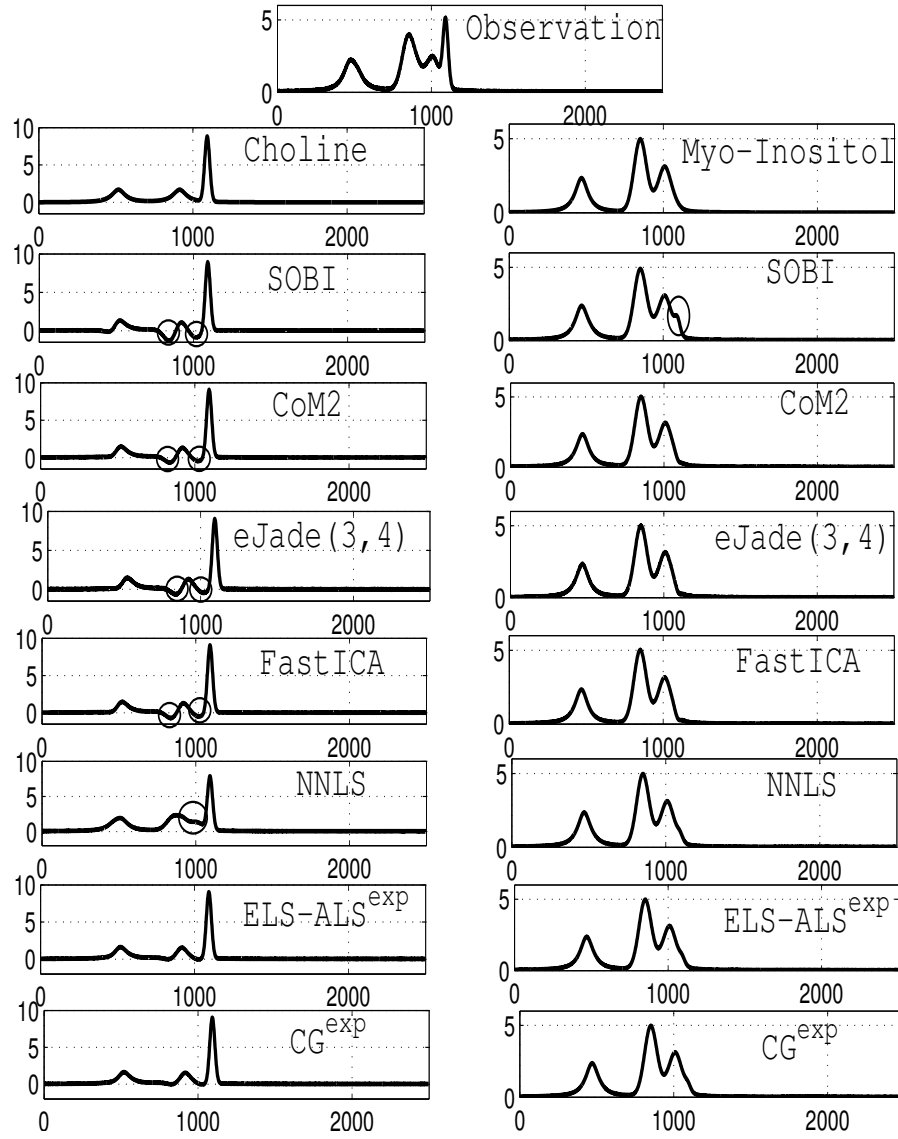 5
0
Observation
0 1000 2000
10
5
0
Choline
0 1000 2000
5
0
Myo-Inositol
0 1000 2000
10
5
0
SOBI
0 1000 2000
5
0
SOBI
0 1000 2000
10
5
0
CoM2
0 1000 2000
5
0
CoM2
0 1000 2000
10
5
0
eJade(3,4)
0 1000 2000
5
0
eJade(3,4)
0 1000 2000
10
5
0
FastICA
0 1000 2000
5
0
FastICA
0 1000 2000
10
5
0
NNLS
0 1000 2000
5
0
NNLS
0 1000 2000
10
5
0
ELS-ALS^exp
0 1000 2000
5
0
ELS-ALS^exp
0 1000 2000
10
5
0
CG^exp
0 1000 2000
5
0
CG^exp
0 1000 2000